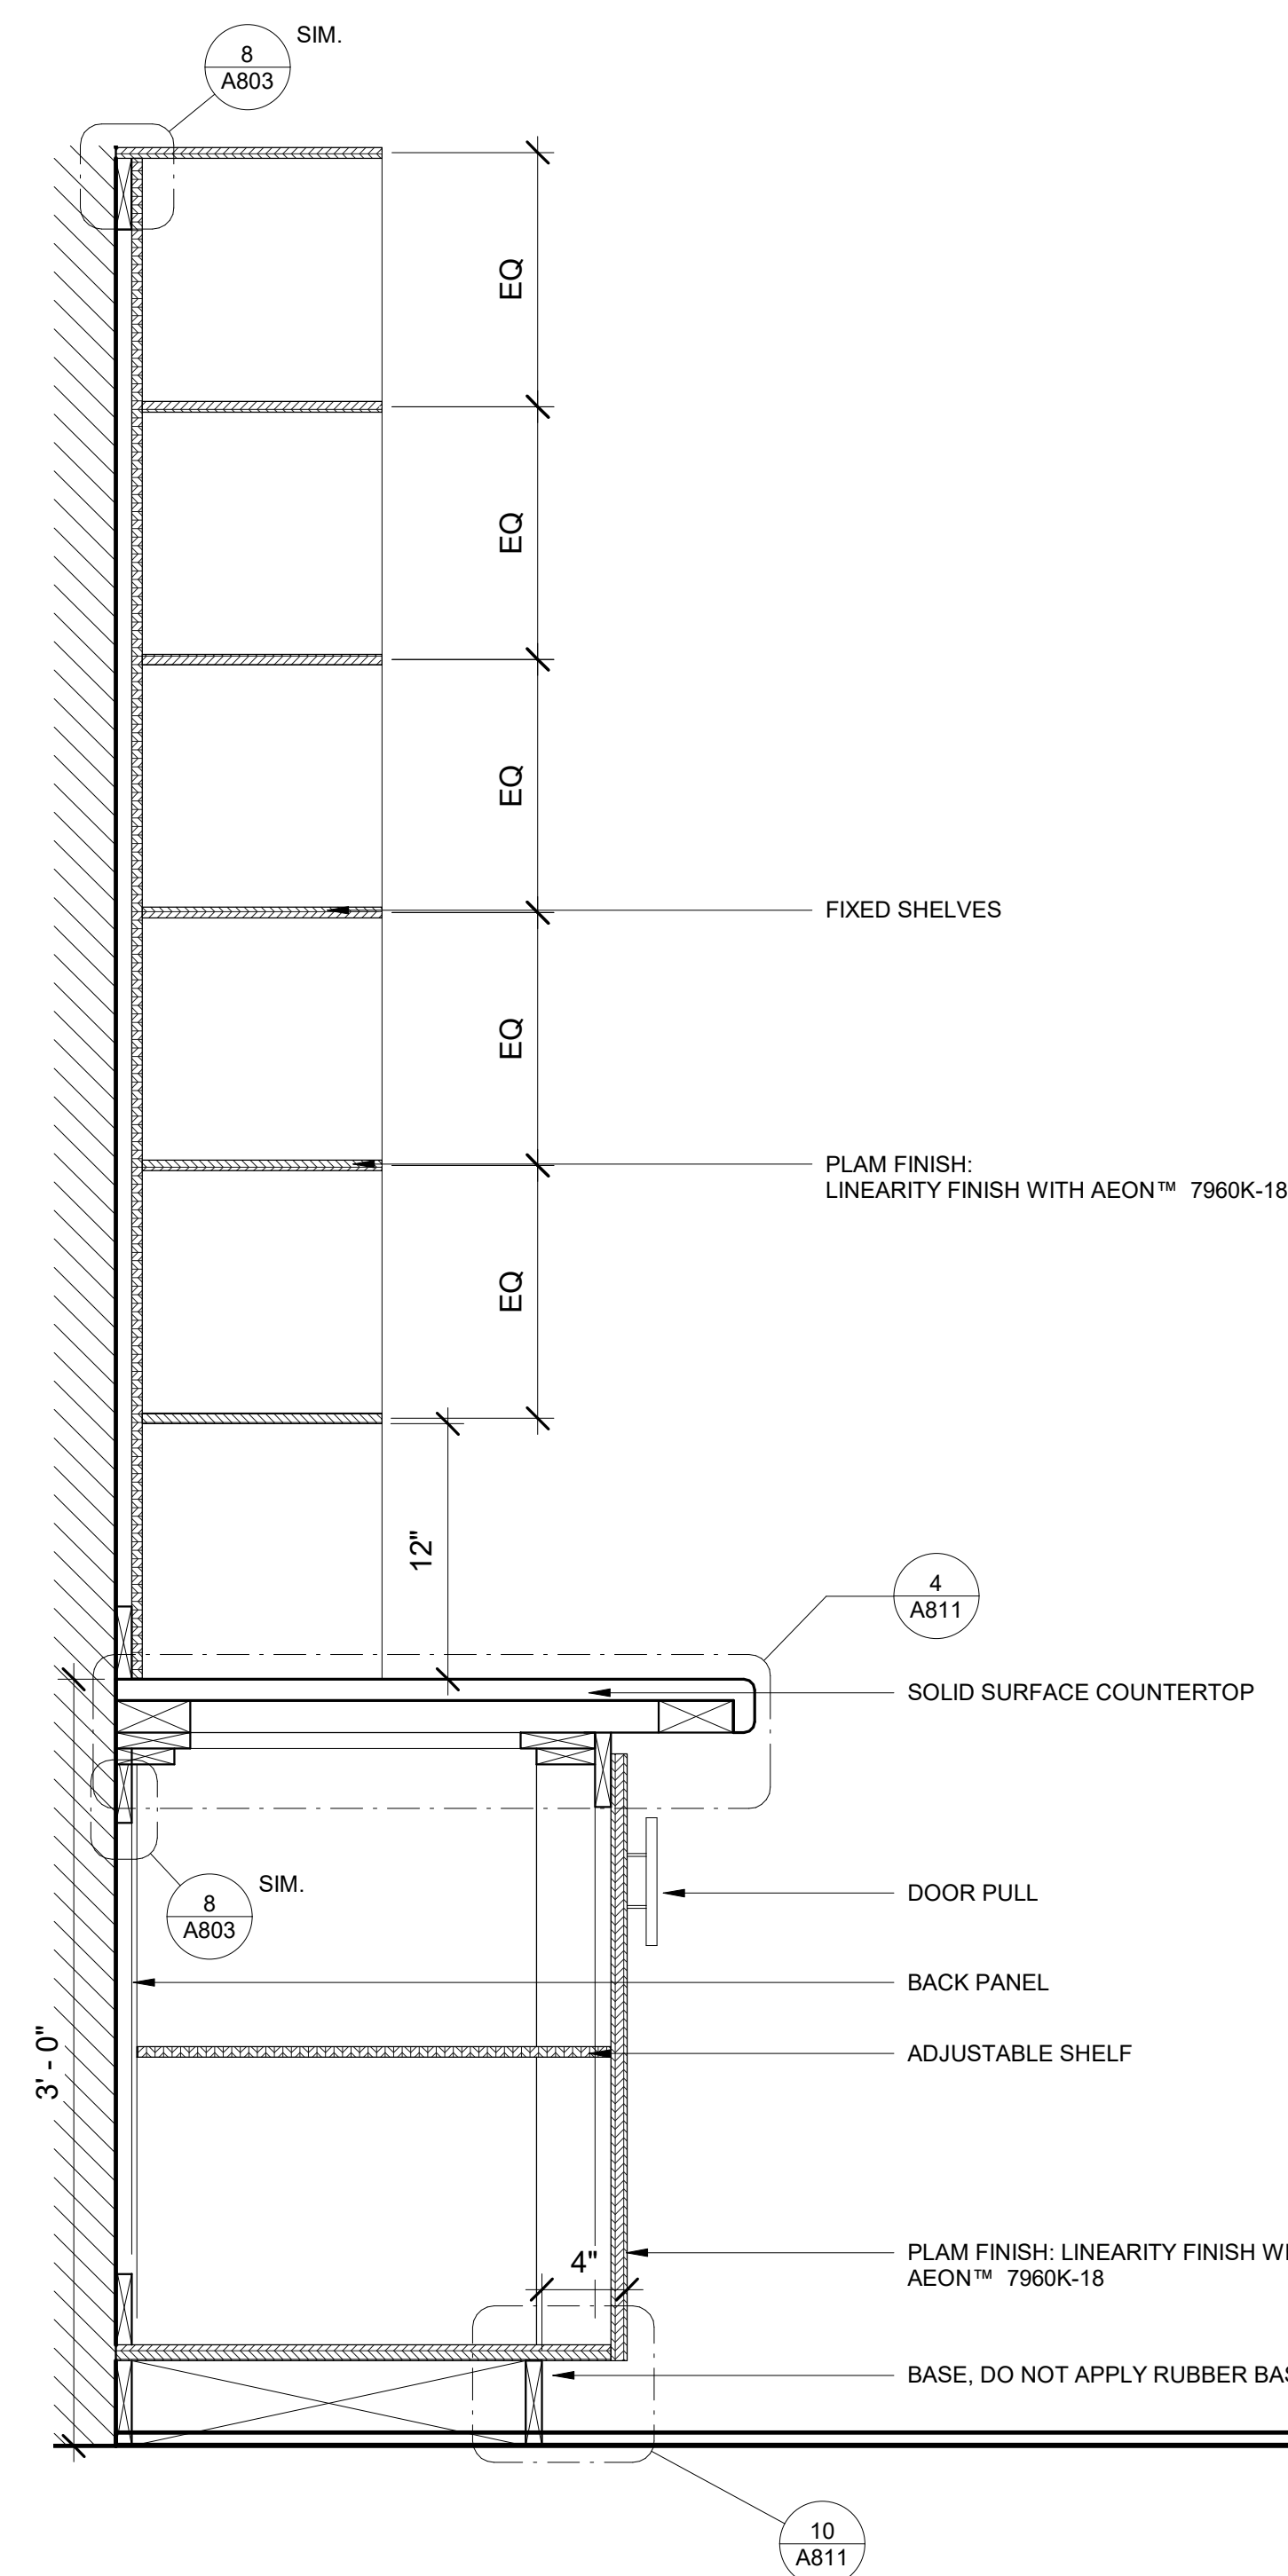 SIM.
8
A803
EQ
EQ
EQ
FIXED SHELVES
EQ
PLAM FINISH:
LINEARITY FINISH WITH AEON™ 7960K-18
EQ
12"
4
A811
SOLID SURFACE COUNTERTOP
SIM.
8
A803
DOOR PULL
BACK PANEL
ADJUSTABLE SHELF
3' - 0"
4"
PLAM FINISH: LINEARITY FINISH
AEON™ 7960K-18
BASE, DO NOT APPLY RUBBER
10
A811